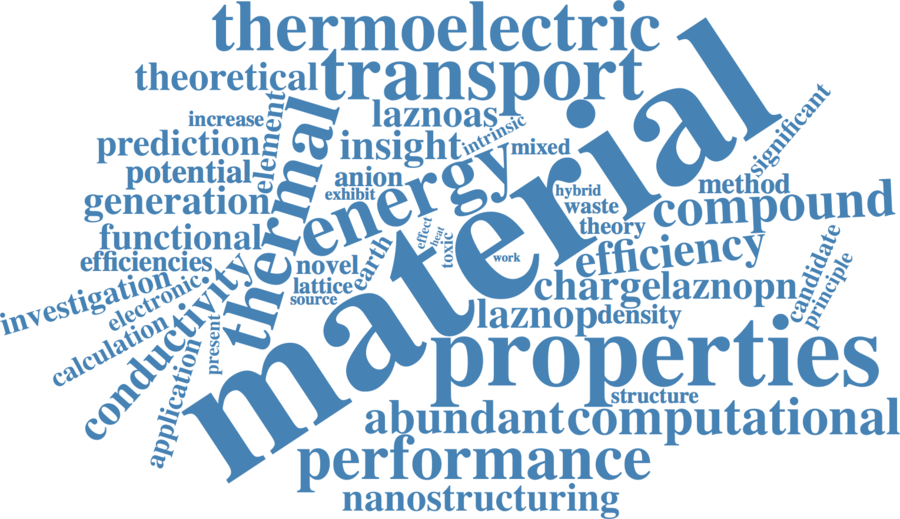 thermoelectric
theoretical
transport
increase
element
thermal
laznoas
prediction
insight
intrinsic
mixed
significant
potential
anion
exhibit
energy
material
hybrid
method
generation
waste
compound
functional
theory
effect
heat
toxic
work
efficiency
efficiencies
novel
earth
lattice
source
candidate
principle
investigation
electronic
conductivity
chargelaznopn
calculation
present
laznop
density
application
properties
structure
abundant
computational
performance
nanostructuring